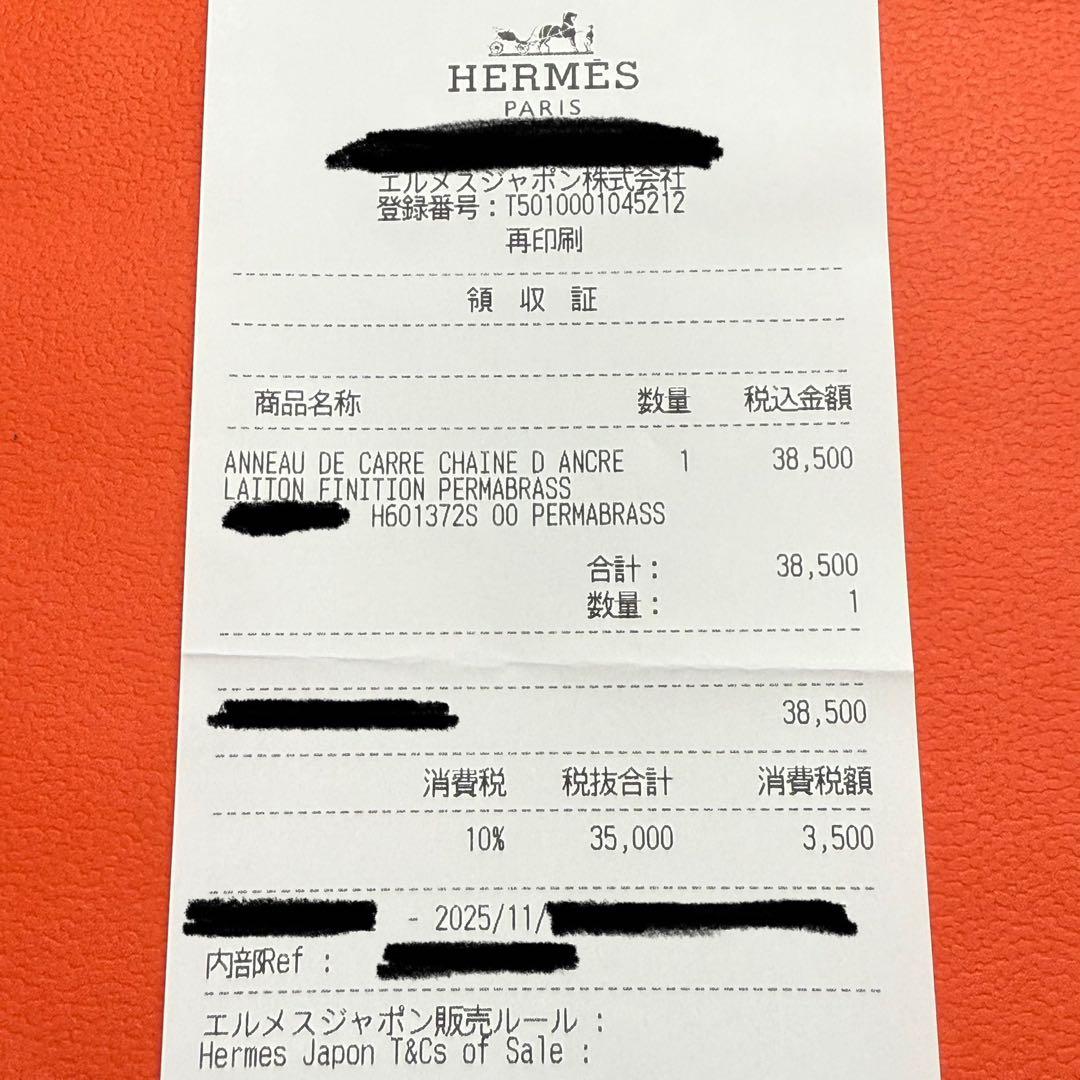 HERMÈS
PARIS
エルメスジャポン株式会社
登録番号：T5010001045212
再印刷
領 収 証
商品名称 数量 税込金額
ANNEAU DE CARRE CHAINE D ANCRE 1 38,500
LAITON FINITION PERMABRASS
H601372S 00 PERMABRASS
合計： 38,500
数量： 1
38,500
消費税 税抜合計 消費税額
10% 35,000 3,500
- 2025/11/
内部Ref :
エルメスジャポン販売ルール :
Hermes Japon T&Cs of Sale :